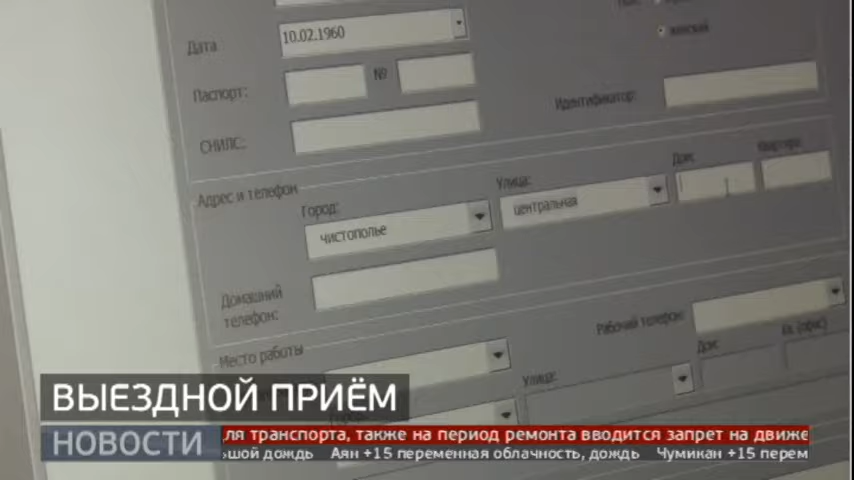 10.02.1960
Дата
женский
Паспорт:
№
Идентификатор:
СНИЛС:
Адрес и телефон
Город:
Улица:
Дом:
Квартира:
чистополье
центральная
Домашний
телефон:
Рабочий телефон:
Место работы
Улица:
Дом:
Кв. (офис)
ВЫЕЗДНОЙ ПРИЁМ
НОВОСТИ
ля транспорта, также на период ремонта вводится запрет на движе
ьшой дождь Аян +15 переменная облачность, дождь Чумикан +15 перем